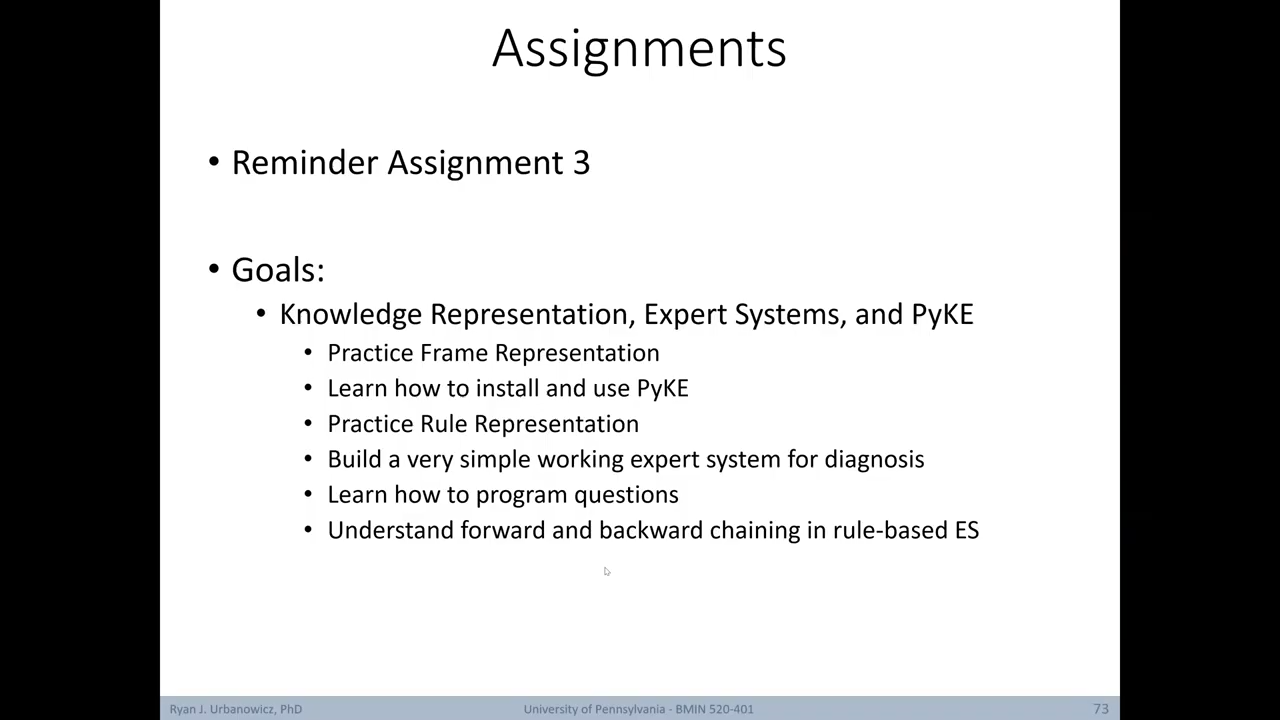 Assignments
• Reminder Assignment 3
• Goals:
• Knowledge Representation, Expert Systems, and PyKE
• Practice Frame Representation
• Learn how to install and use PyKE
• Practice Rule Representation
• Build a very simple working expert system for diagnosis
• Learn how to program questions
• Understand forward and backward chaining in rule-based ES
Ryan J. Urbanowicz, PhD University of Pennsylvania - BMIN 520-401 73